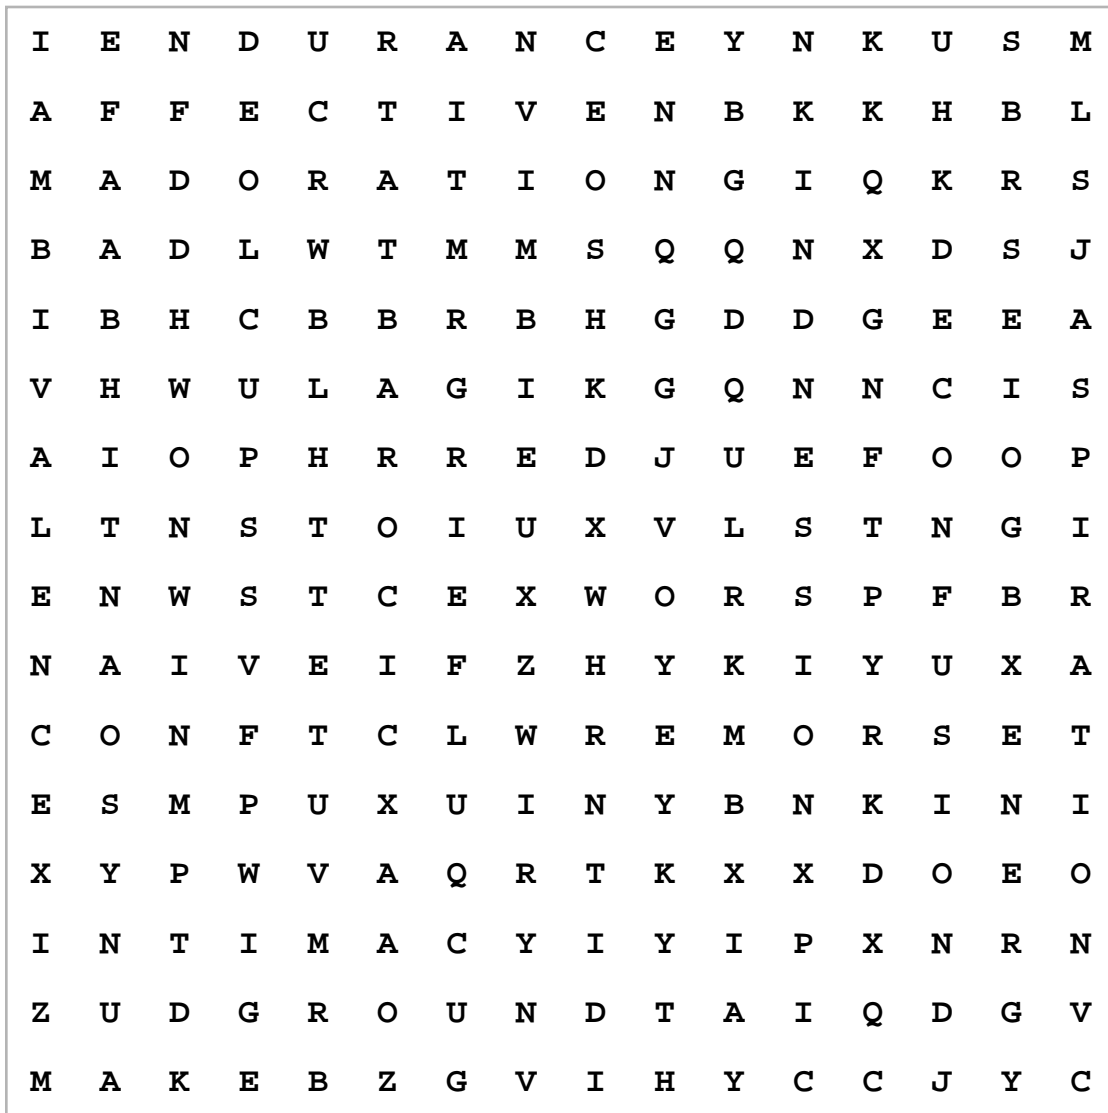 I E N D U R A N C E Y N K U S M
A F F E C T I V E N B K K H B L
M A D O R A T I O N G I Q K R S
B A D L W T M M S Q Q N X D S J
I B H C B B R B H G D D G E E A
V H W U L A G I K G Q N N C I S
A I O P H R R E D J U E F O O P
L T N S T O I U X V L S T N G I
E N W S T C E X W O R S P F B R
N A I V E I F Z H Y K I Y U X A
C O N F T C L W R E M O R S E T
E S M P U X U I N Y B N K I N I
X Y P W V A Q R T K X X D O E O
I N T I M A C Y I Y I P X N R N
Z U D G R O U N D T A I Q D G V
M A K E B Z G V I H Y C C J Y C